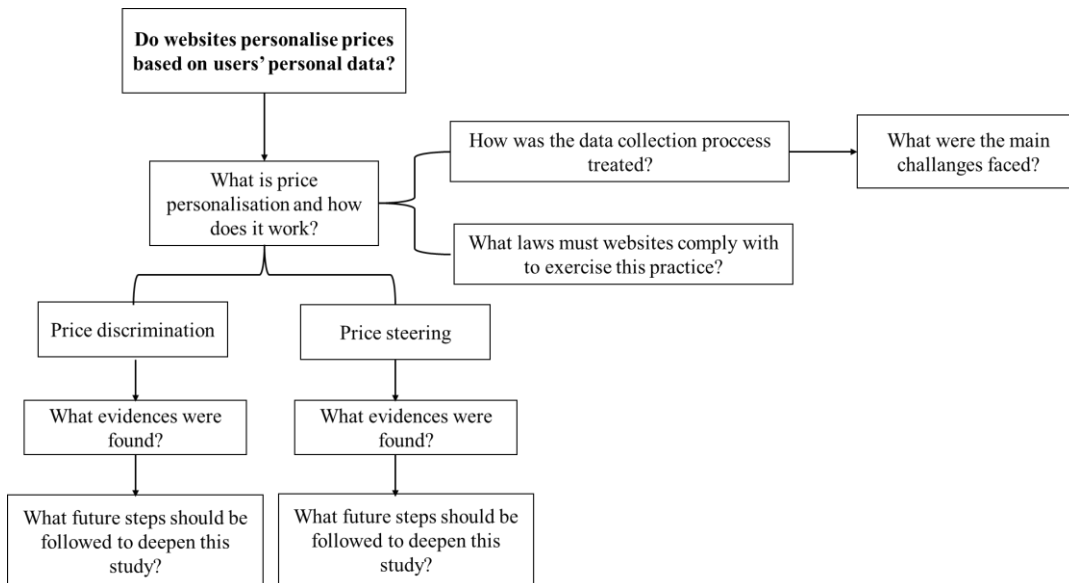 Do websites personalise prices
based on users' personal data?
How was the data collection proccess
treated?
What were the main
challanges faced?
What is price
personalisation and how
does it work?
What laws must websites comply with
to exercise this practice?
Price discrimination
Price steering
What evidences were
found?
What evidences were
found?
What future steps should be
followed to deepen this
study?
What future steps should be
followed to deepen this
study?